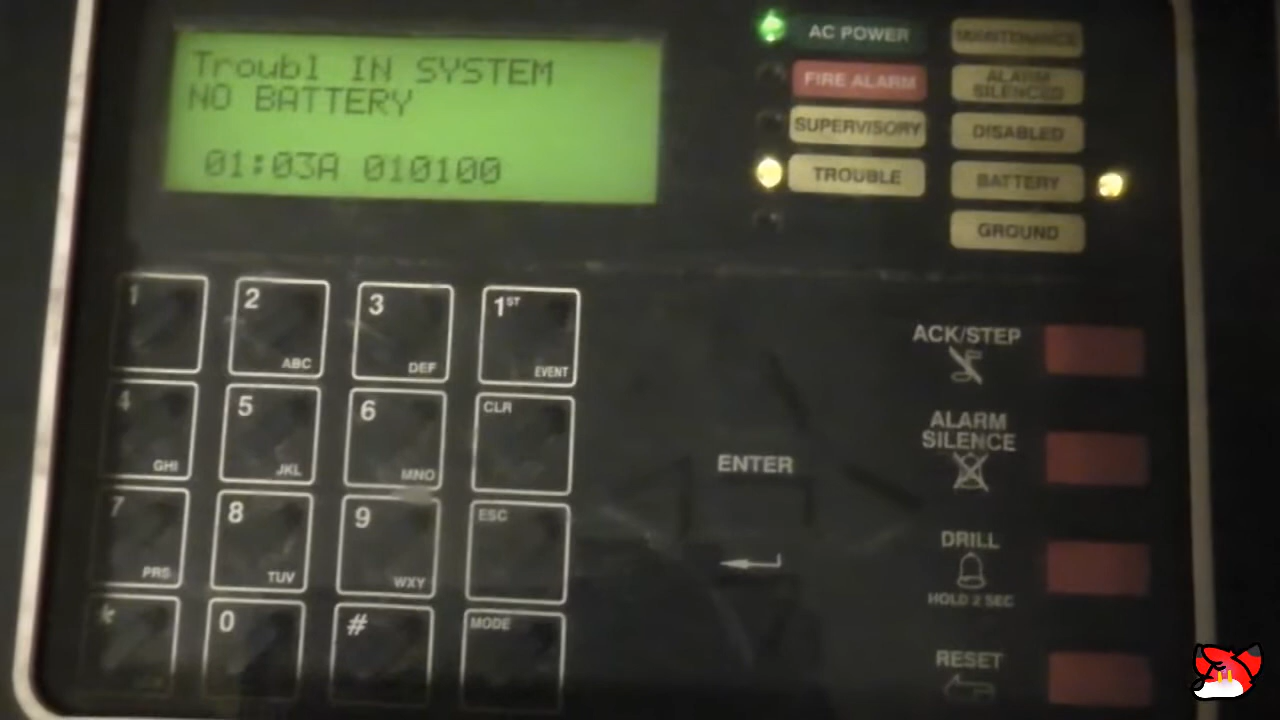 Troubl IN SYSTEM
NO BATTERY
01:03A 010100
AC POWER
FIRE ALARM
SUPERVISORY
TROUBLE
MAINTENANCE
ALARM
SILENCED
DISABLED
BATTERY
GROUND
1
2 ABC
3 DEF
1ST EVENT
4 GHI
5 JKL
6 MNO
CLR
7 PRS
8 TUV
9 WXY
ESC
*
0
#
MODE
ENTER
ACK/STEP
ALARM
SILENCE
DRILL
HOLD 2 SEC
RESET